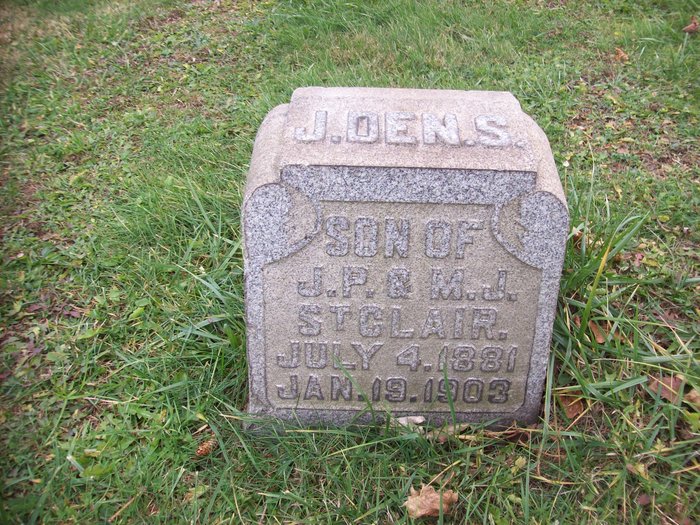 J. DEN. S.
SON OF
J. P. & M. J.
ST CLAIR.
JULY 4. 1881
JAN. 19. 1903